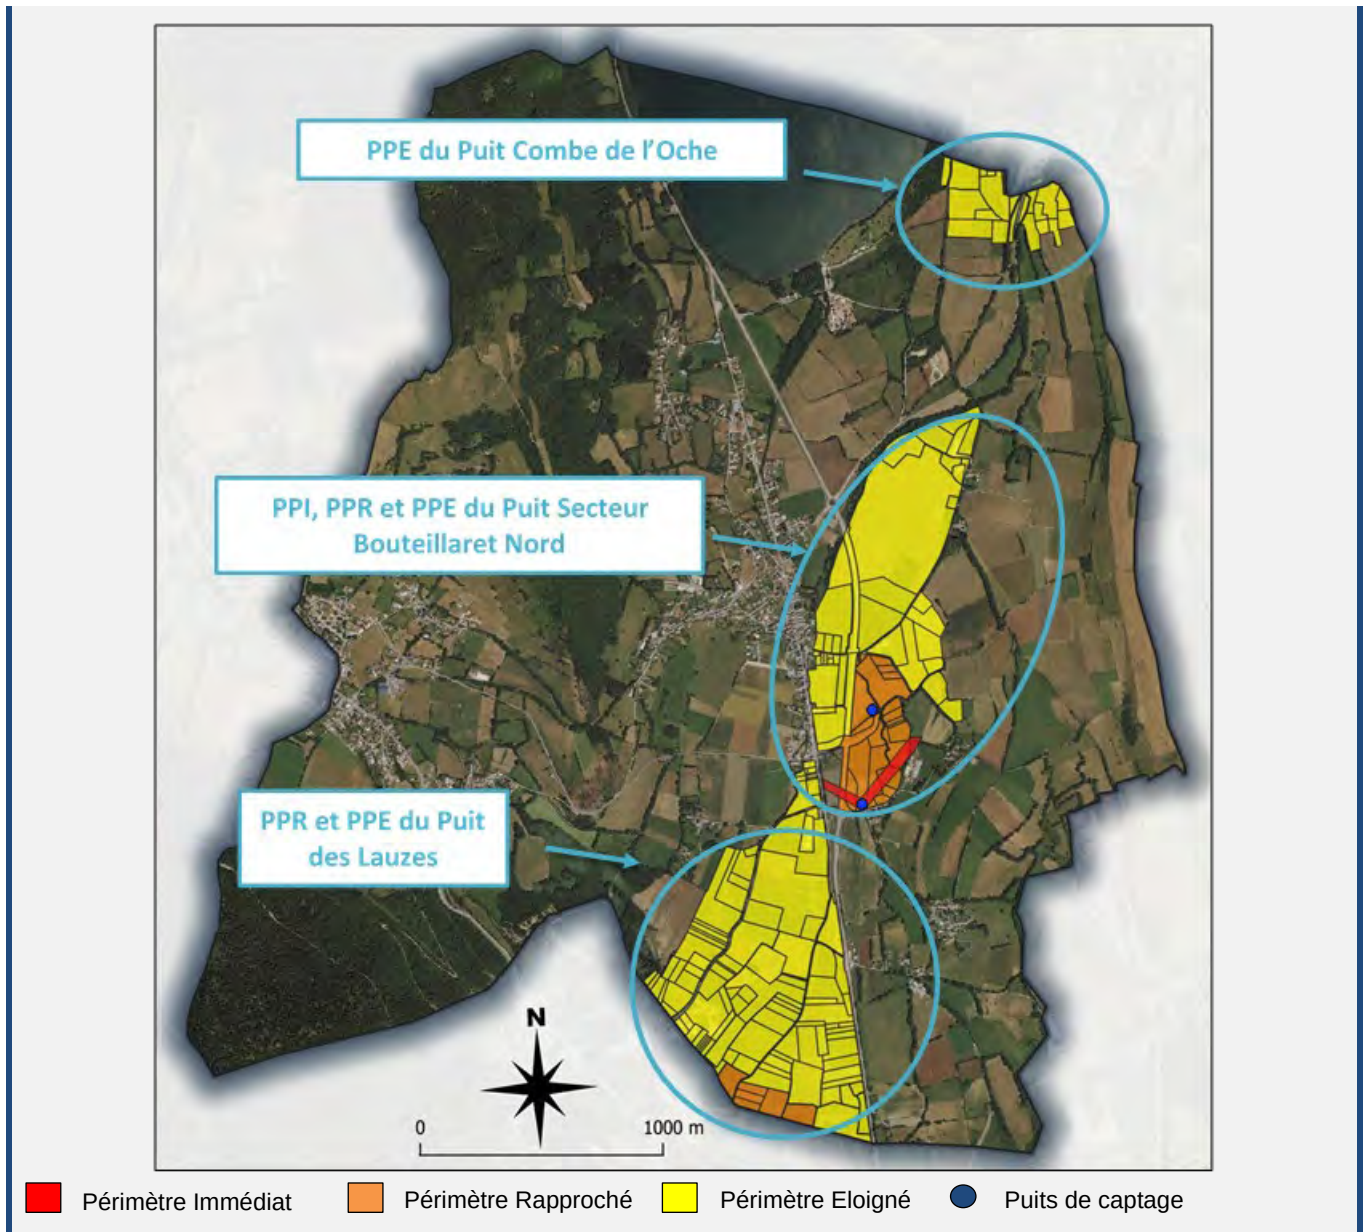 PPE du Puit Combe de l’Oche
PPI, PPR et PPE du Puit Secteur
Bouteillaret Nord
PPR et PPE du Puit
des Lauzes
N
0
1000 m
Périmètre Immédiat
Périmètre Rapproché
Périmètre Eloigné
Puits de captage